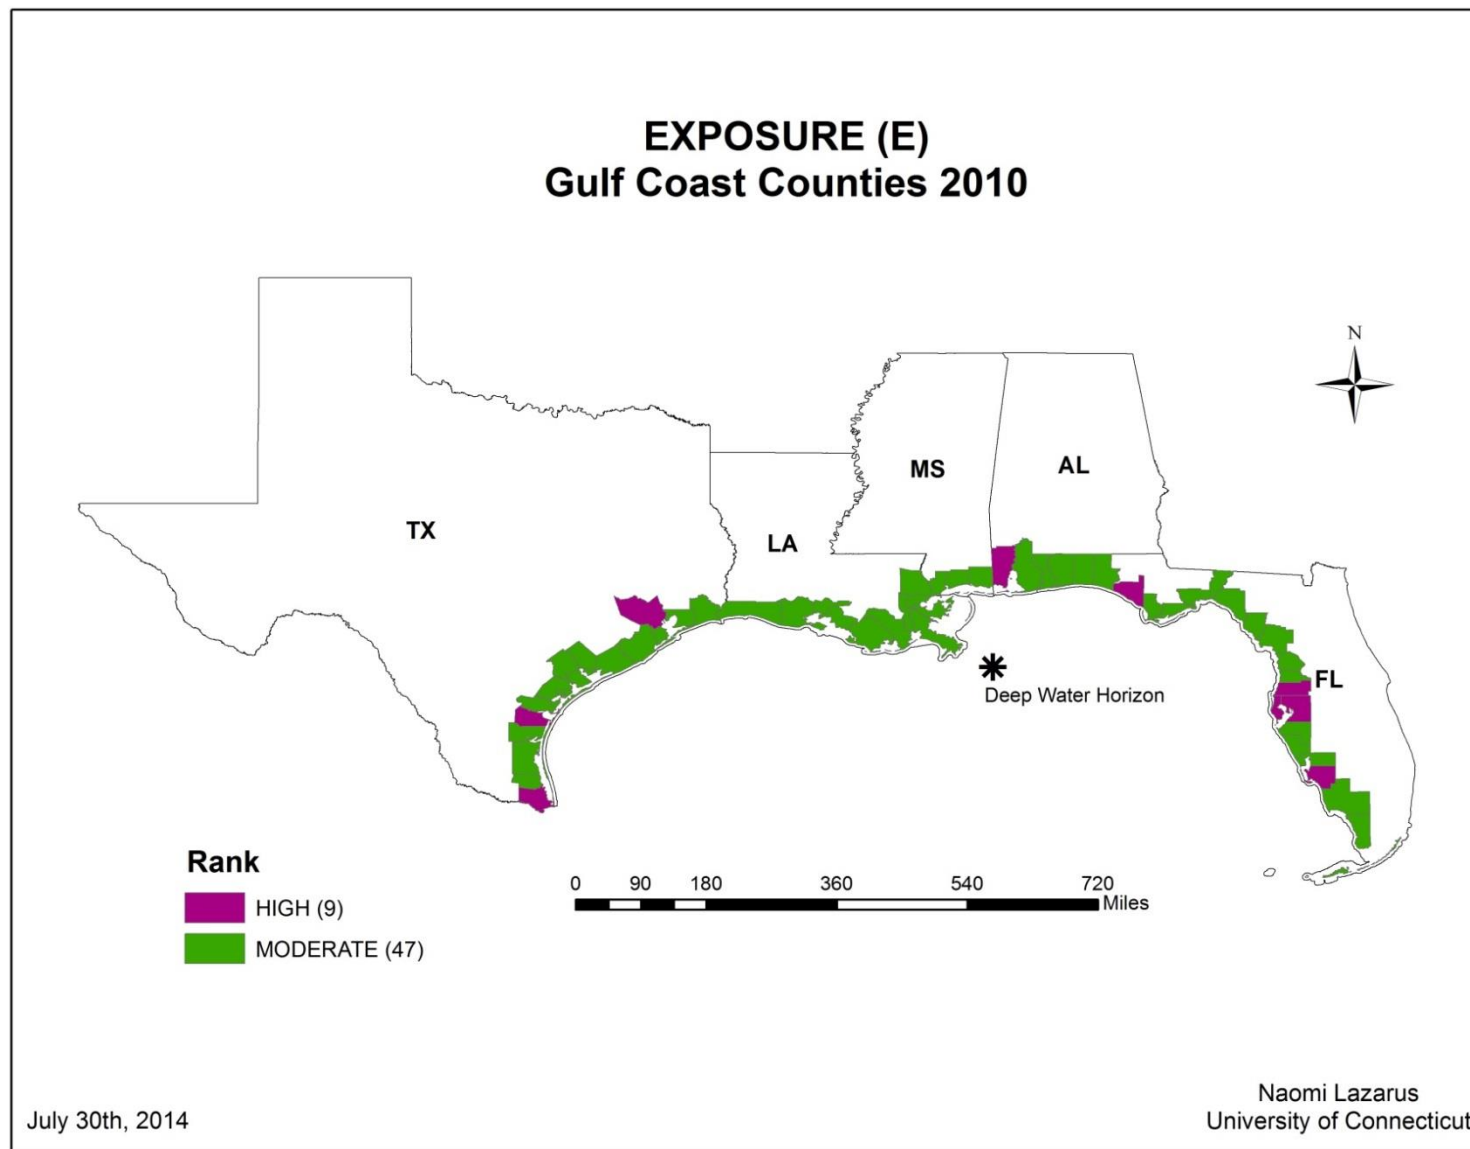 EXPOSURE (E)
Gulf Coast Counties 2010
N
MS
AL
TX
LA
FL
Deep Water Horizon
Rank
HIGH (9)
MODERATE (47)
0 90 180 360 540 720
Miles
July 30th, 2014
Naomi Lazarus
University of Connecticut